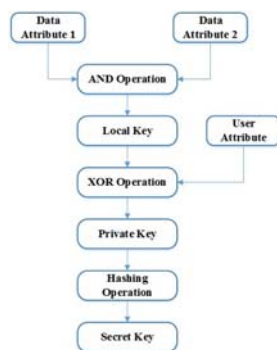 Data
Attribute 1
Data
Attribute 2
AND Operation
Local Key
User
Attribute
XOR Operation
Private Key
Hashing
Operation
Secret Key